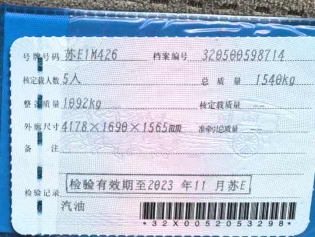 号牌号码 苏E1M426 档案编号 320500598714
核定载人数 5人 总质量 1540kg
整备质量 1092kg 核定载质量 --
外廓尺寸 4178×1690×1565mm 准牵引总质量 --
备注
检验有效期至2023年11月苏E
检验记录
汽油
*32X0052053298*